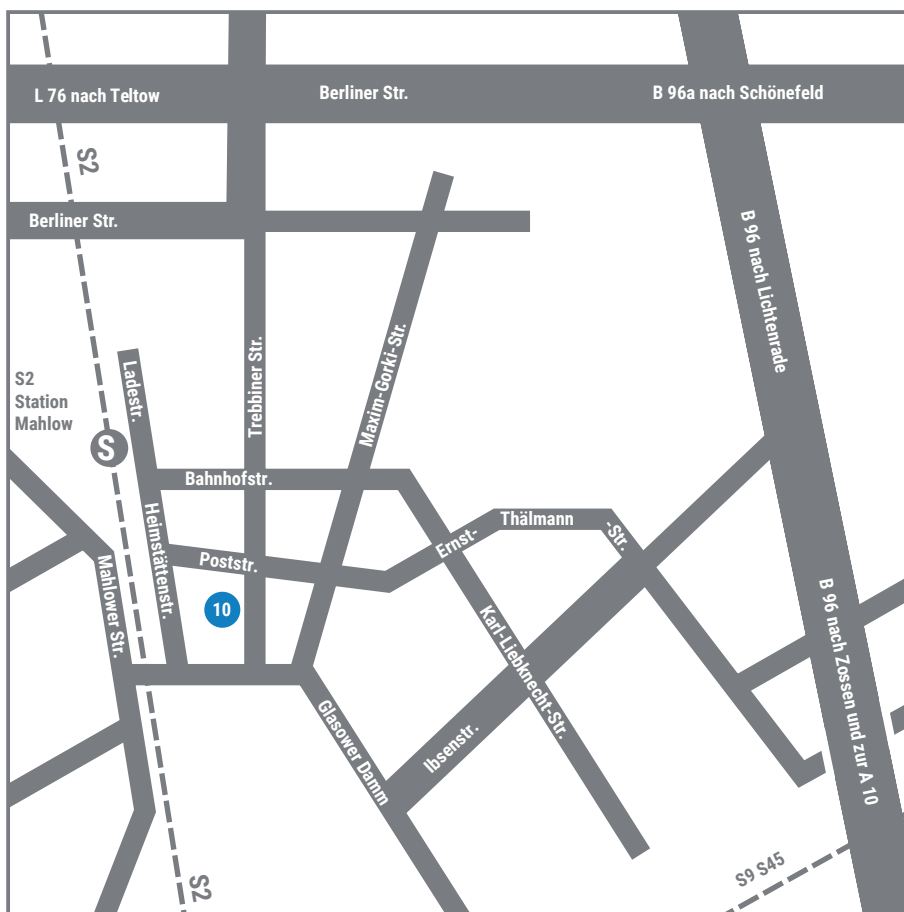 L 76 nach Teltow
Berliner Str.
B 96a nach Schönefeld
S2
Berliner Str.
B 96 nach Lichtenrade
Trebbiner Str.
Maxim-Gorki-Str.
Ladestr.
S2
Station
Mahlow
S
Bahnhofstr.
Heimstättenstr.
Poststr.
Ernst-
Thälmann
-Str.
Mahlower Str.
10
Karl-Liebknecht-Str.
B 96 nach Zossen und zur A 10
Glasower Damm
Ibsenstr.
S2
S9 S45